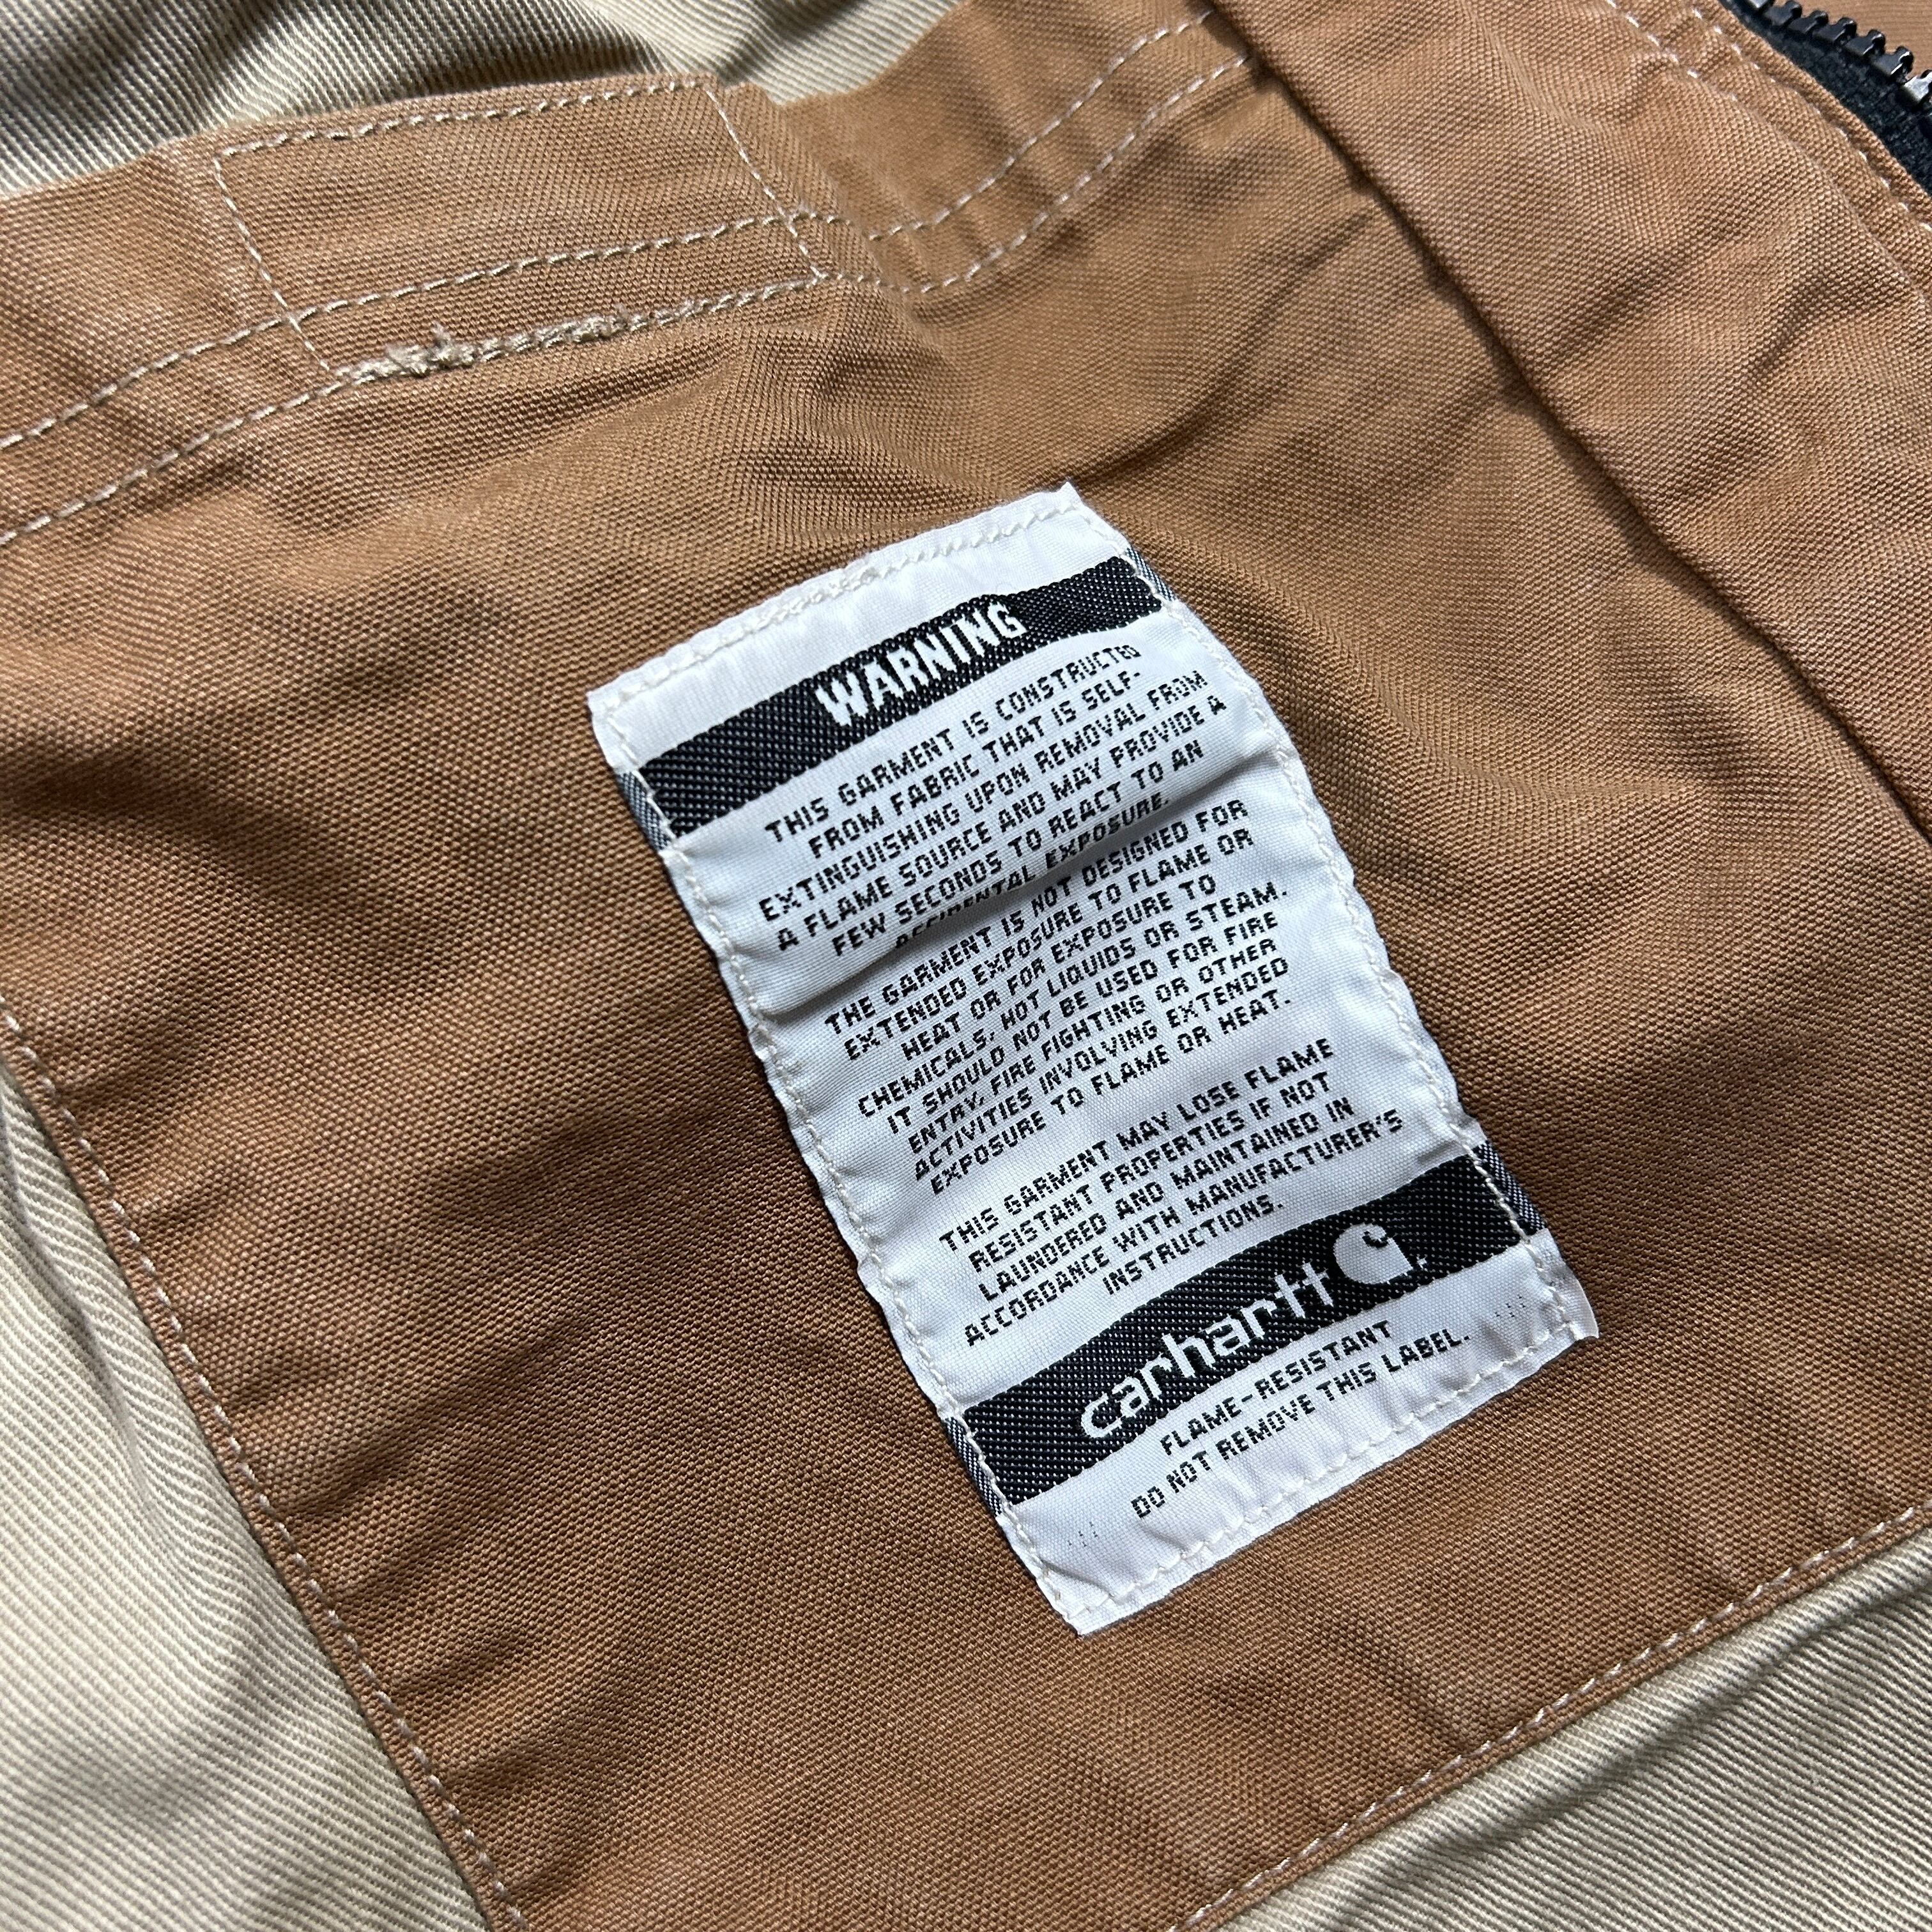 WARNING
THIS GARMENT IS CONSTRUCTED
FROM FABRIC THAT IS SELF-
EXTINGUISHING UPON REMOVAL FROM
A FLAME SOURCE AND MAY PROVIDE A
FEW SECONDS TO REACT TO AN
ACCIDENTAL EXPOSURE.
THE GARMENT IS NOT DESIGNED FOR
EXTENDED EXPOSURE TO FLAME OR
HEAT OR FOR EXPOSURE TO
CHEMICALS, HOT LIQUIDS OR STEAM.
IT SHOULD NOT BE USED FOR FIRE
ENTRY, FIRE FIGHTING OR OTHER
ACTIVITIES INVOLVING EXTENDED
EXPOSURE TO FLAME OR HEAT.
THIS GARMENT MAY LOSE FLAME
RESISTANT PROPERTIES IF NOT
LAUNDERED AND MAINTAINED IN
ACCORDANCE WITH MANUFACTURER'S
INSTRUCTIONS.
carhartt
FLAME-RESISTANT
DO NOT REMOVE THIS LABEL.